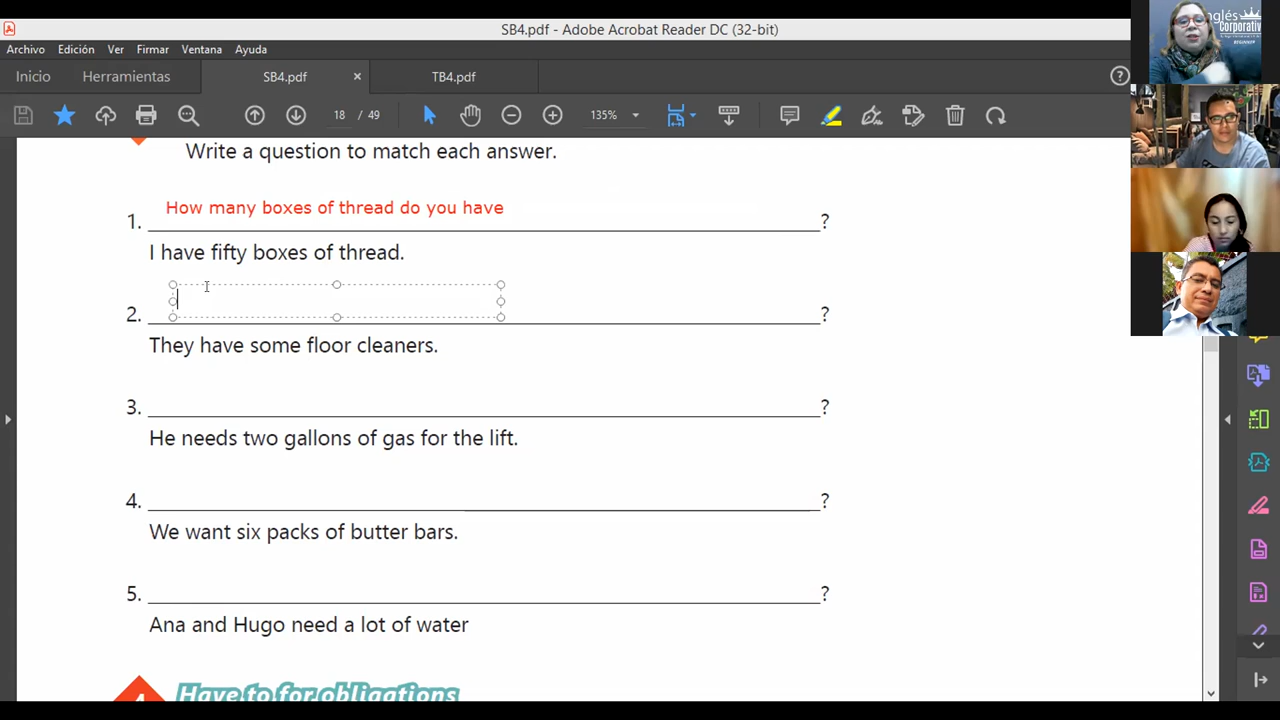 SB4.pdf - Adobe Acrobat Reader DC (32-bit)
Archivo Edición Ver Firmar Ventana Ayuda
Inicio Herramientas SB4.pdf × TB4.pdf
18 / 49 135%
Write a question to match each answer.
How many boxes of thread do you have
1. ?
I have fifty boxes of thread.
2. ?
They have some floor cleaners.
3. ?
He needs two gallons of gas for the lift.
4. ?
We want six packs of butter bars.
5. ?
Ana and Hugo need a lot of water
Have to for obligations
Inglés
Corporativo